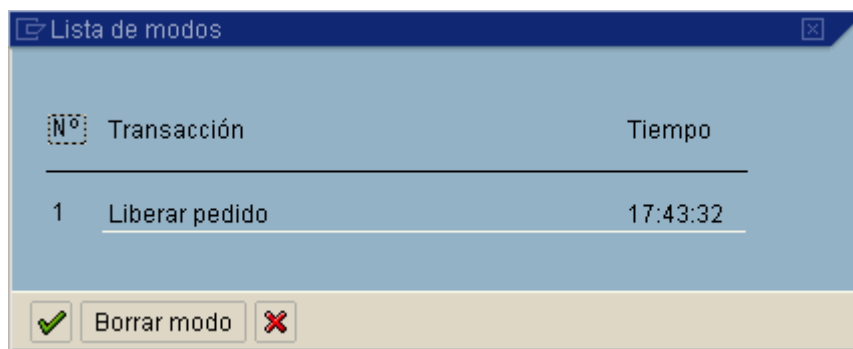 Lista de modos
Nº Transacción Tiempo
1 Liberar pedido 17:43:32
Borrar modo